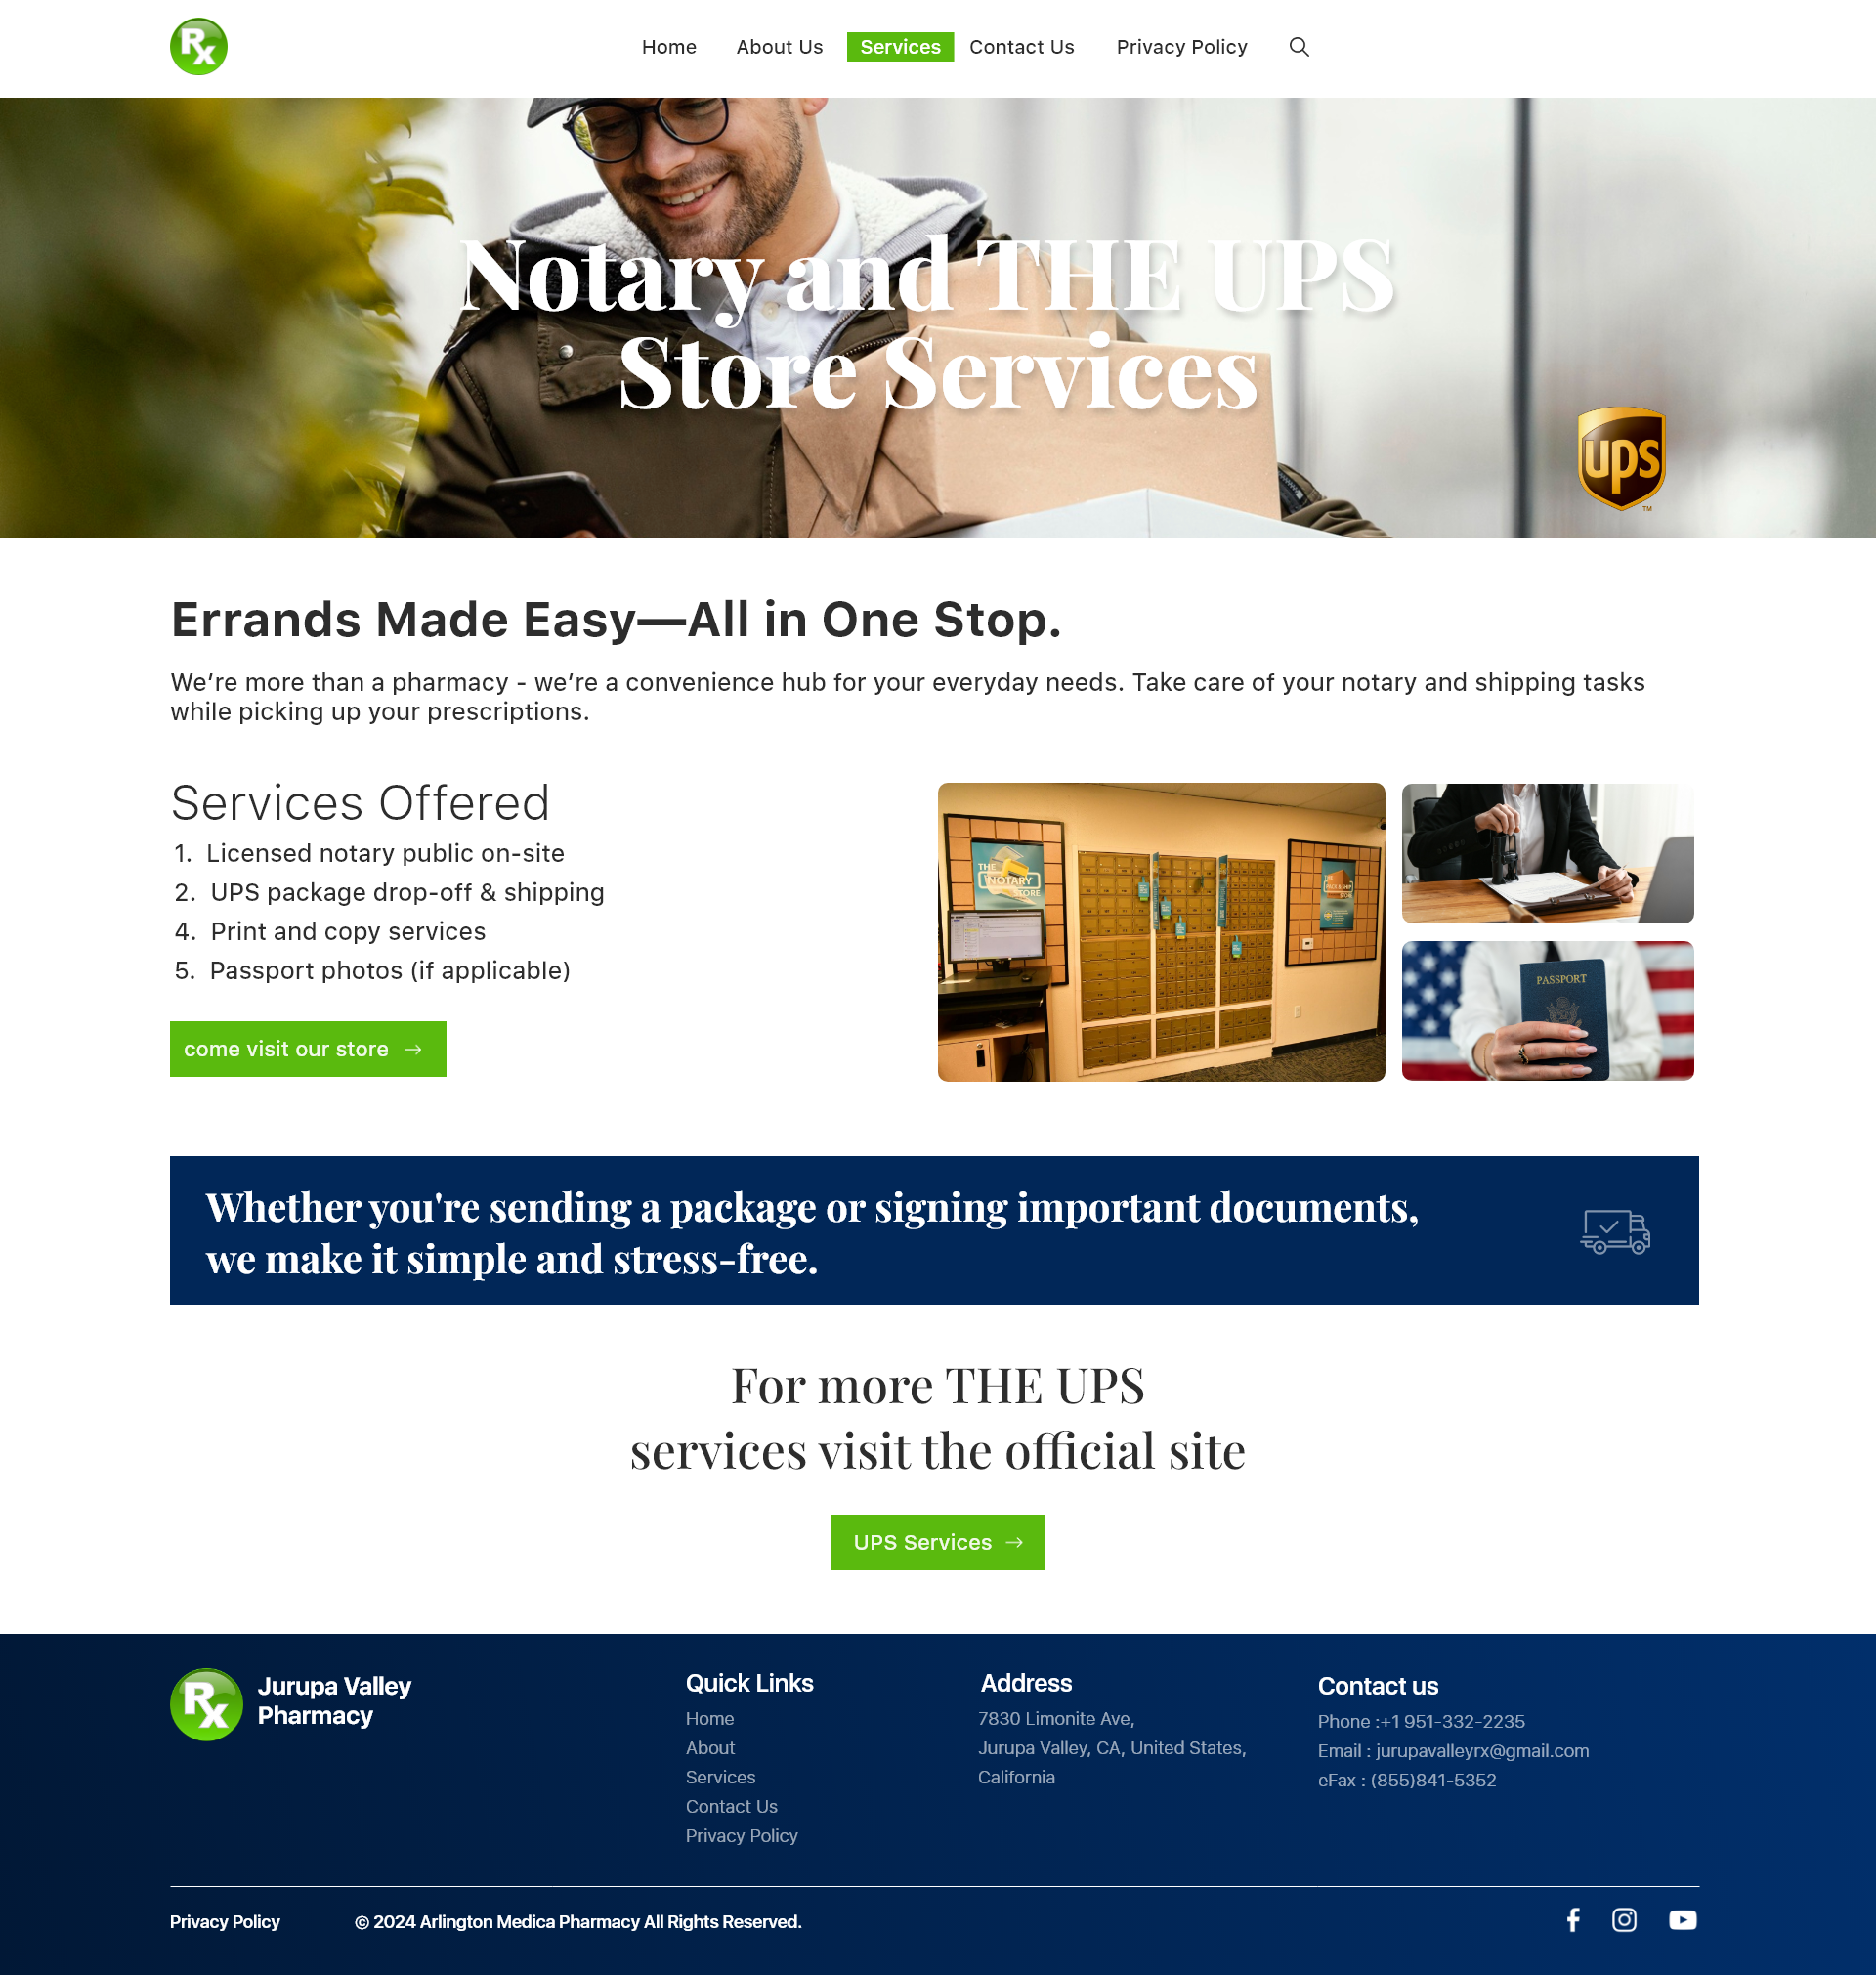 Rx
Home About Us Services Contact Us Privacy Policy
Notary and THE UPS
Store Services
ups
TM
Errands Made Easy—All in One Stop.
We’re more than a pharmacy - we’re a convenience hub for your everyday needs. Take care of your notary and shipping tasks
while picking up your prescriptions.
Services Offered
1. Licensed notary public on-site
2. UPS package drop-off & shipping
4. Print and copy services
5. Passport photos (if applicable)
come visit our store →
THE
NOTARY
STORE
THE
PACK & SHIP
PASSPORT
Whether you're sending a package or signing important documents,
we make it simple and stress-free.
For more THE UPS
services visit the official site
UPS Services →
Rx
Jurupa Valley
Pharmacy
Quick Links
Home
About
Services
Contact Us
Privacy Policy
Address
7830 Limonite Ave,
Jurupa Valley, CA, United States,
California
Contact us
Phone :+1 951-332-2235
Email : jurupavalleyrx@gmail.com
eFax : (855)841-5352
Privacy Policy
© 2024 Arlington Medica Pharmacy All Rights Reserved.